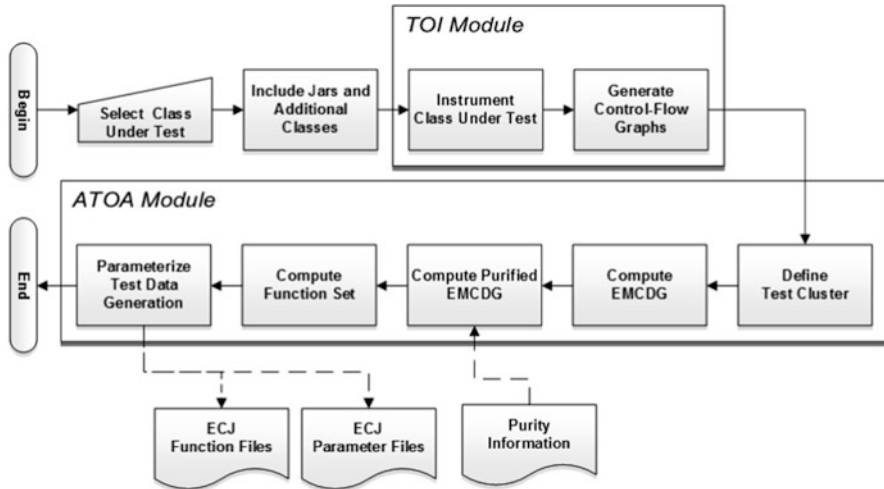 TOI Module
Begin
Select Class
Under Test
Include Jars and
Additional
Classes
Instrument
Class Under Test
Generate
Control-Flow
Graphs
ATOA Module
End
Parameterize
Test Data
Generation
Compute
Function Set
Compute Purified
EMCDG
Compute
EMCDG
Define
Test Cluster
ECJ
Function Files
ECJ
Parameter Files
Purity
Information